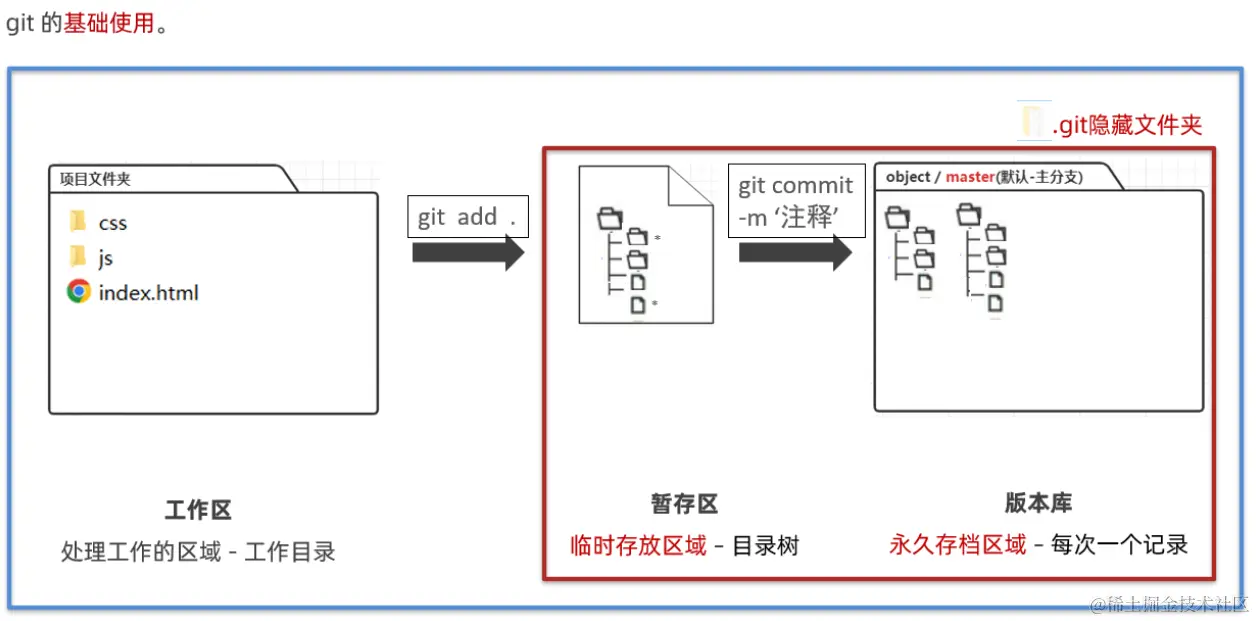 git 的基础使用。
.git隐藏文件夹
项目文件夹
css
js
index.html
git add .
git commit
-m ‘注释’
object / master(默认-主分支)
工作区
处理工作的区域 - 工作目录
暂存区
临时存放区域 - 目录树
版本库
永久存档区域 - 每次一个记录
@稀土掘金技术社区